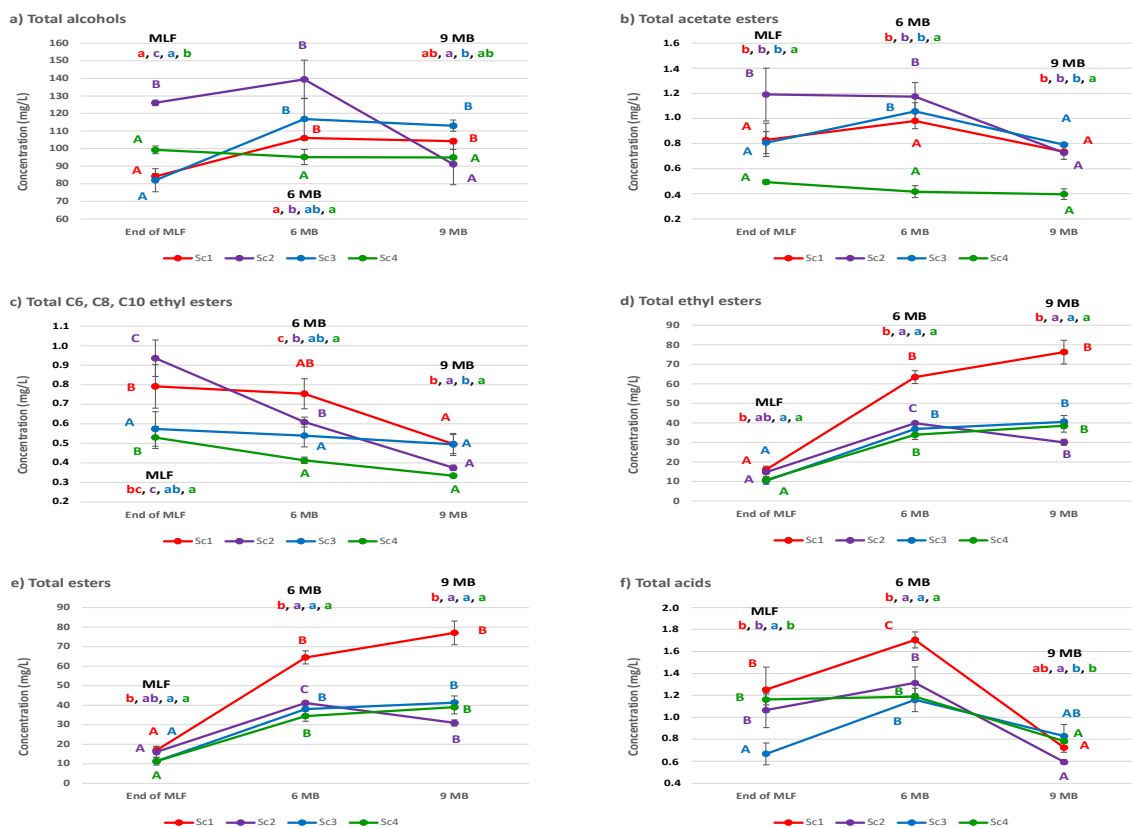 a) Total alcohols
MLF
a, c, a, b
B
9 MB
ab, a, b, ab
160
150
140
130
120
110
100
90
80
70
60
Concentration (mg/L)
B
A
A
A
B
B
A
6 MB
a, b, ab, a
B
B
A
A
End of MLF
6 MB
9 MB
Sc1
Sc2
Sc3
Sc4
b) Total acetate esters
6 MB
b, b, b, a
MLF
b, b, b, a
B
9 MB
b, b, b, a
1.6
1.4
1.2
1.0
0.8
0.6
0.4
0.2
Concentration (mg/L)
B
A
A
A
B
A
A
A
A
A
A
End of MLF
6 MB
9 MB
Sc1
Sc2
Sc3
Sc4
c) Total C6, C8, C10 ethyl esters
6 MB
c, b, ab, a
9 MB
b, a, b, a
1.1
1.0
0.9
0.8
0.7
0.6
0.5
0.4
0.3
0.2
Concentration (mg/L)
C
B
A
B
MLF
bc, c, ab, a
AB
B
A
A
A
A
A
A
End of MLF
6 MB
9 MB
Sc1
Sc2
Sc3
Sc4
d) Total ethyl esters
9 MB
b, a, a, a
6 MB
b, a, a, a
MLF
b, ab, a, a
90
80
70
60
50
40
30
20
10
0
Concentration (mg/L)
A
A
A
A
B
C
B
B
B
B
B
B
End of MLF
6 MB
9 MB
Sc1
Sc2
Sc3
Sc4
e) Total esters
6 MB
b, a, a, a
9 MB
b, a, a, a
MLF
b, ab, a, a
90
80
70
60
50
40
30
20
10
0
Concentration (mg/L)
A
A
A
A
B
C
B
B
B
B
B
B
End of MLF
6 MB
9 MB
Sc1
Sc2
Sc3
Sc4
f) Total acids
6 MB
b, a, a, a
MLF
b, b, a, b
9 MB
ab, a, b, b
2.0
1.8
1.6
1.4
1.2
1.0
0.8
0.6
0.4
Concentration (mg/L)
B
B
B
A
C
B
B
B
AB
A
A
A
End of MLF
6 MB
9 MB
Sc1
Sc2
Sc3
Sc4